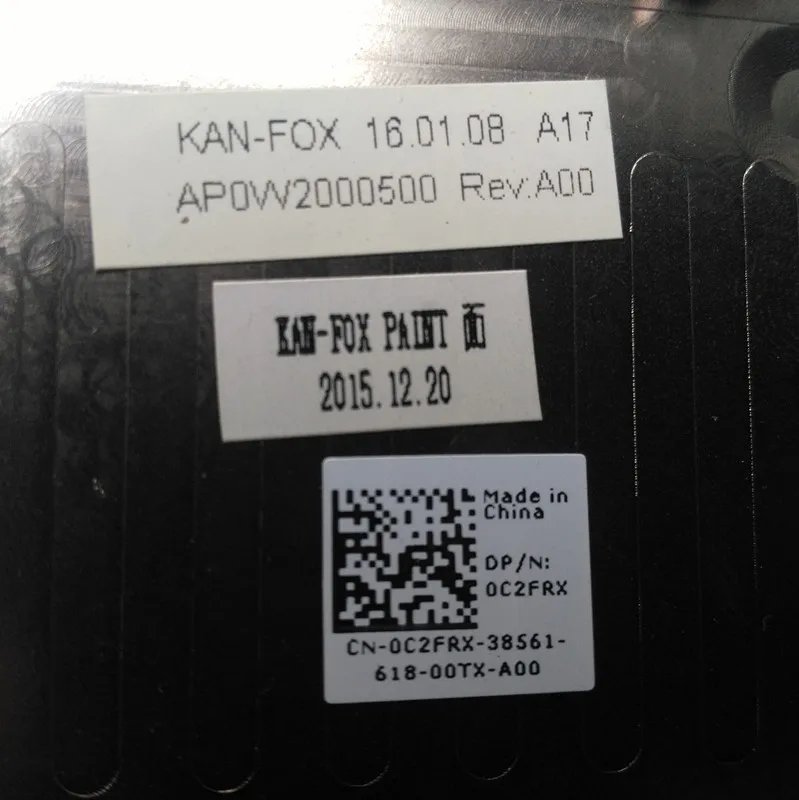 KAN-FOX 16.01.08 A17
AP0W2000500 Rev:A00
KAN-FOX PAINT 面
2015.12.20
Made in
China
DP/N:
0C2FRX
CN-0C2FRX-38561-
618-00TX-A00